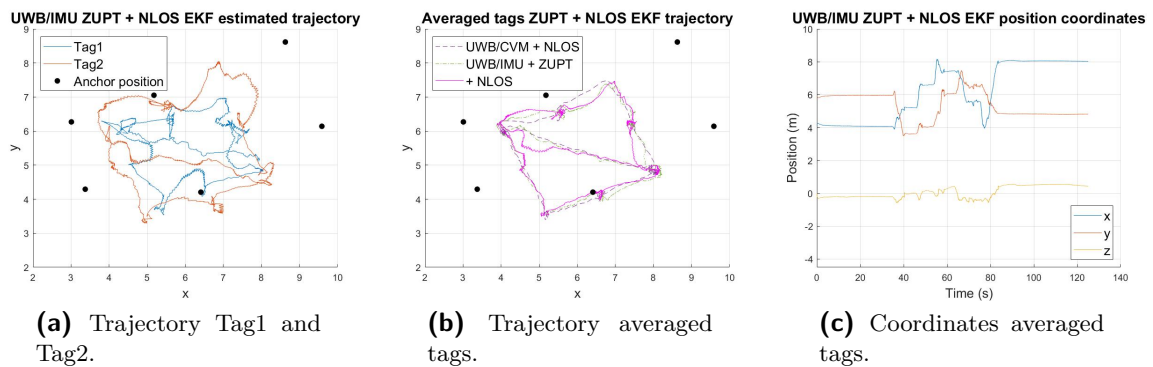 UWB/IMU ZUPT + NLOS EKF estimated trajectory
9
8
7
6
5
4
3
2
y
2
3
4
5
6
7
8
9
10
x
Tag1
Tag2
Anchor position
(a) Trajectory Tag1 and
Tag2.
Averaged tags ZUPT + NLOS EKF trajectory
9
8
7
6
5
4
3
2
y
2
3
4
5
6
7
8
9
10
x
UWB/CVM + NLOS
UWB/IMU + ZUPT
+ NLOS
(b) Trajectory averaged
tags.
UWB/IMU ZUPT + NLOS EKF position coordinates
10
8
6
4
2
0
-2
-4
Position (m)
0
20
40
60
80
100
120
140
Time (s)
x
y
z
(c) Coordinates averaged
tags.